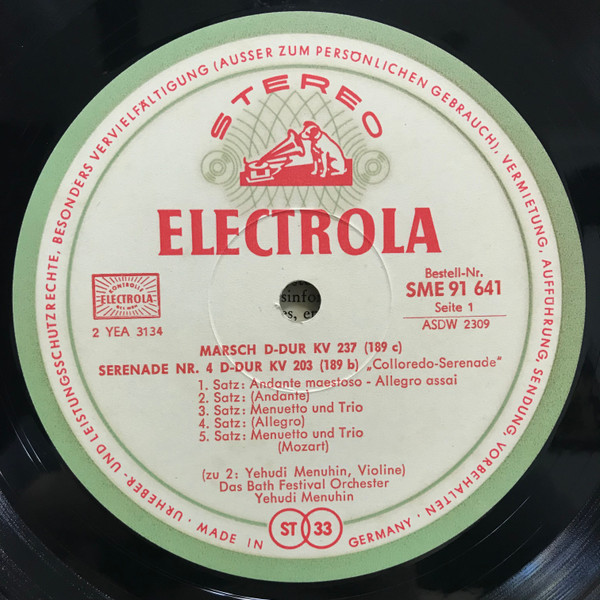 URHEBER- UND LEISTUNGSSCHUTZRECHTE, BESONDERS VERVIELFÄLTIGUNG (AUSSER ZUM PERSÖNLICHEN GEBRAUCH), VERMIETUNG, AUFFÜHRUNG, SENDUNG, VORBEHALTEN ·
STEREO
ELECTROLA
ELECTROLA
2 YEA 3134
Bestell-Nr.
SME 91 641
Seite 1
ASDW 2309
MARSCH D-DUR KV 237 (189 c)
SERENADE NR. 4 D-DUR KV 203 (189 b) „Colloredo-Serenade"
1. Satz: Andante maestoso - Allegro assai
2. Satz: (Andante)
3. Satz: Menuetto und Trio
4. Satz: (Allegro)
5. Satz: Menuetto und Trio
(Mozart)
(zu 2: Yehudi Menuhin, Violine)
Das Bath Festival Orchester
Yehudi Menuhin
MADE IN GERMANY ·
ST 33